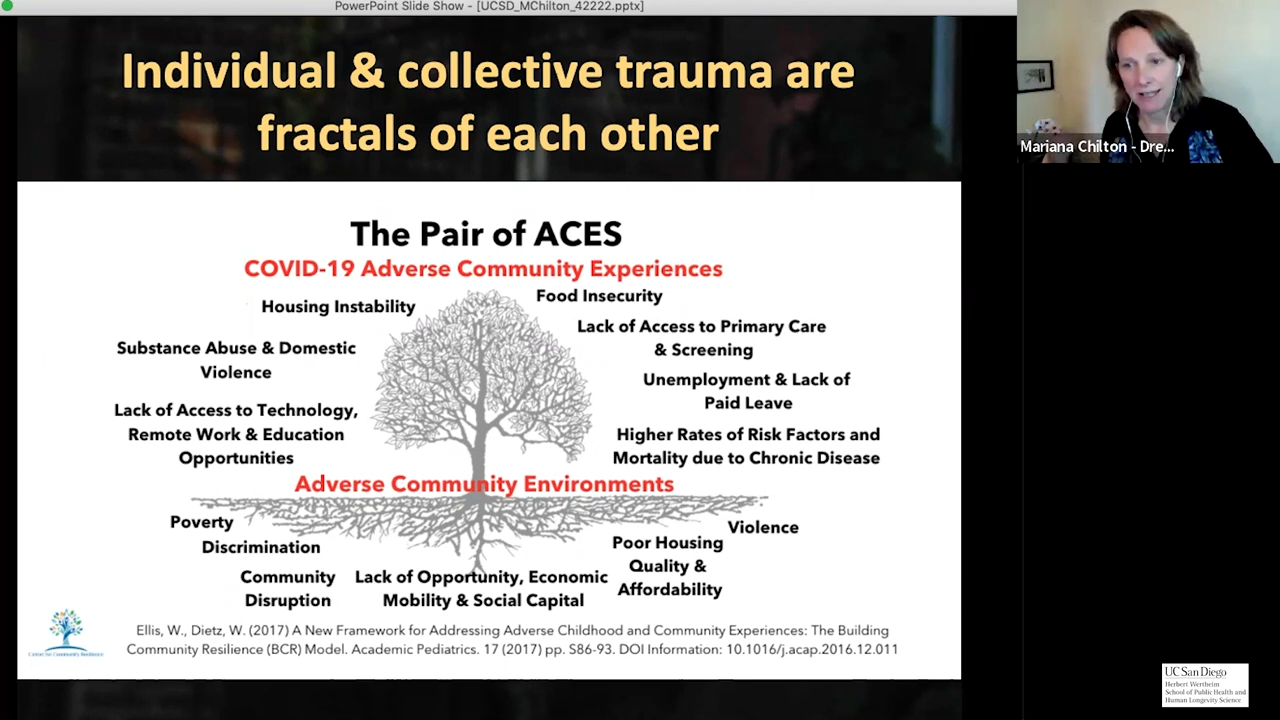 PowerPoint Slide Show - [UCSD_MChilton_42222.pptx]
Individual & collective trauma are
fractals of each other
Mariana Chilton - Dre...
The Pair of ACES
COVID-19 Adverse Community Experiences
Housing Instability
Food Insecurity
Lack of Access to Primary Care
& Screening
Substance Abuse & Domestic
Violence
Unemployment & Lack of
Paid Leave
Lack of Access to Technology,
Remote Work & Education
Opportunities
Higher Rates of Risk Factors and
Mortality due to Chronic Disease
Adverse Community Environments
Poverty
Discrimination
Community
Disruption
Lack of Opportunity, Economic
Mobility & Social Capital
Poor Housing
Quality &
Affordability
Violence
Center for Community Resilience
Ellis, W., Dietz, W. (2017) A New Framework for Addressing Adverse Childhood and Community Experiences: The Building
Community Resilience (BCR) Model. Academic Pediatrics. 17 (2017) pp. S86-93. DOI Information: 10.1016/j.acap.2016.12.011
UC San Diego
Herbert Wertheim
School of Public Health and
Human Longevity Science